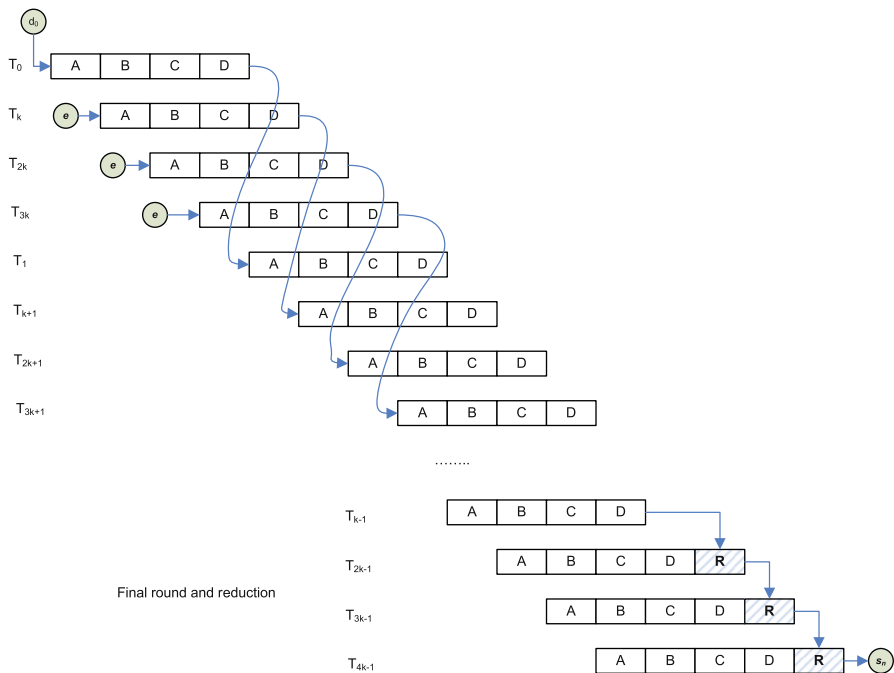 d₀
T₀ A B C D
Tₖ e A B C D
T₂ₖ e A B C D
T₃ₖ e A B C D
T₁ A B C D
Tₖ₊₁ A B C D
T₂ₖ₊₁ A B C D
T₃ₖ₊₁ A B C D
........
Tₖ₋₁ A B C D
T₂ₖ₋₁ A B C D R
Final round and reduction
T₃ₖ₋₁ A B C D R
T₄ₖ₋₁ A B C D R sₙ